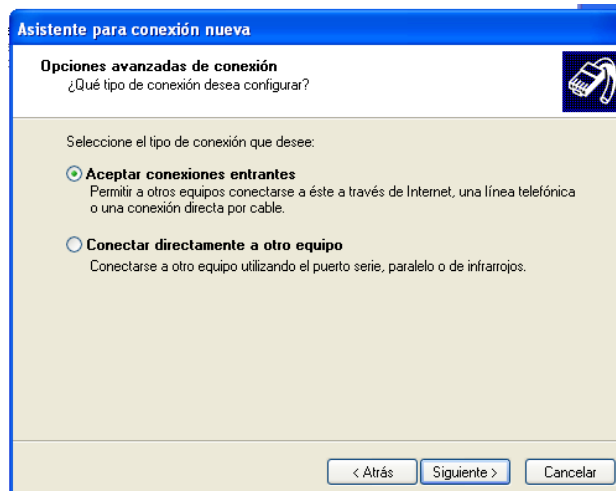 Asistente para conexión nueva
Opciones avanzadas de conexión
¿Qué tipo de conexión desea configurar?
Seleccione el tipo de conexión que desee:
Aceptar conexiones entrantes
Permitir a otros equipos conectarse a éste a través de Internet, una línea telefónica
o una conexión directa por cable.
Conectar directamente a otro equipo
Conectarse a otro equipo utilizando el puerto serie, paralelo o de infrarrojos.
< Atrás
Siguiente >
Cancelar